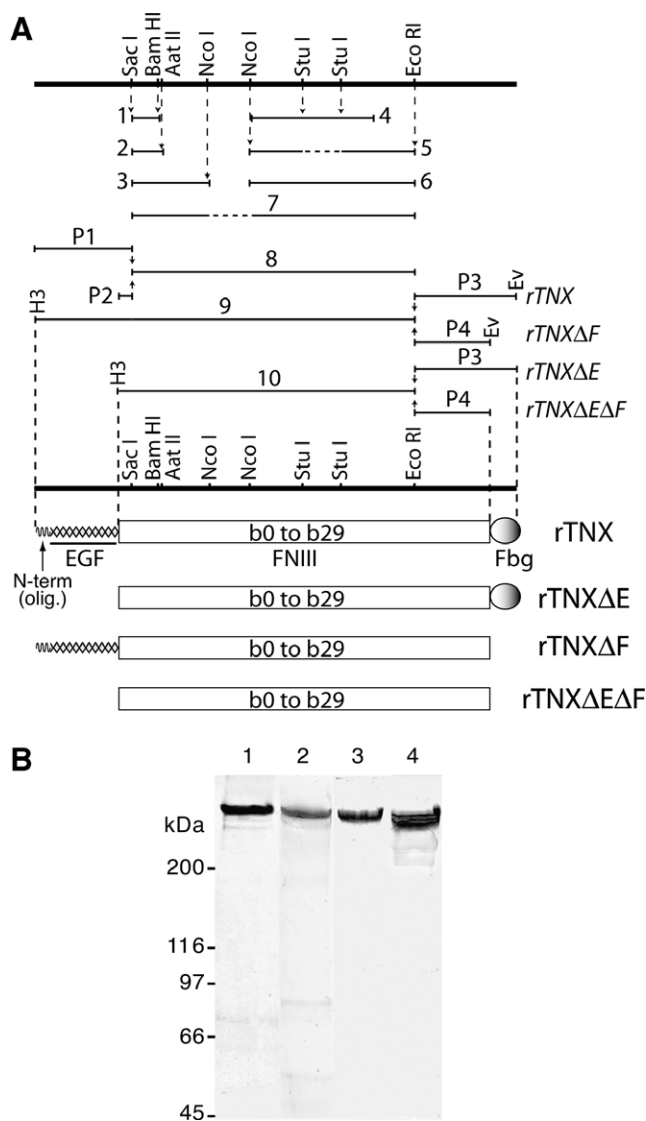 A
Sac I
Bam HI
Aat II
Nco I
Nco I
Stu I
Stu I
Eco RI
1
4
2
5
3
6
7
P1
8
H3
P2
P3
Ev
rTNX
9
P4
Ev
rTNXΔF
H3
P3
rTNXΔE
10
P4
rTNXΔEΔF
Sac I
Bam HI
Aat II
Nco I
Nco I
Stu I
Stu I
Eco RI
b0 to b29
rTNX
EGF
FNIII
Fbg
N-term
(olig.)
b0 to b29
rTNXΔE
b0 to b29
rTNXΔF
b0 to b29
rTNXΔEΔF
B
1 2 3 4
kDa
200
116
97
66
45